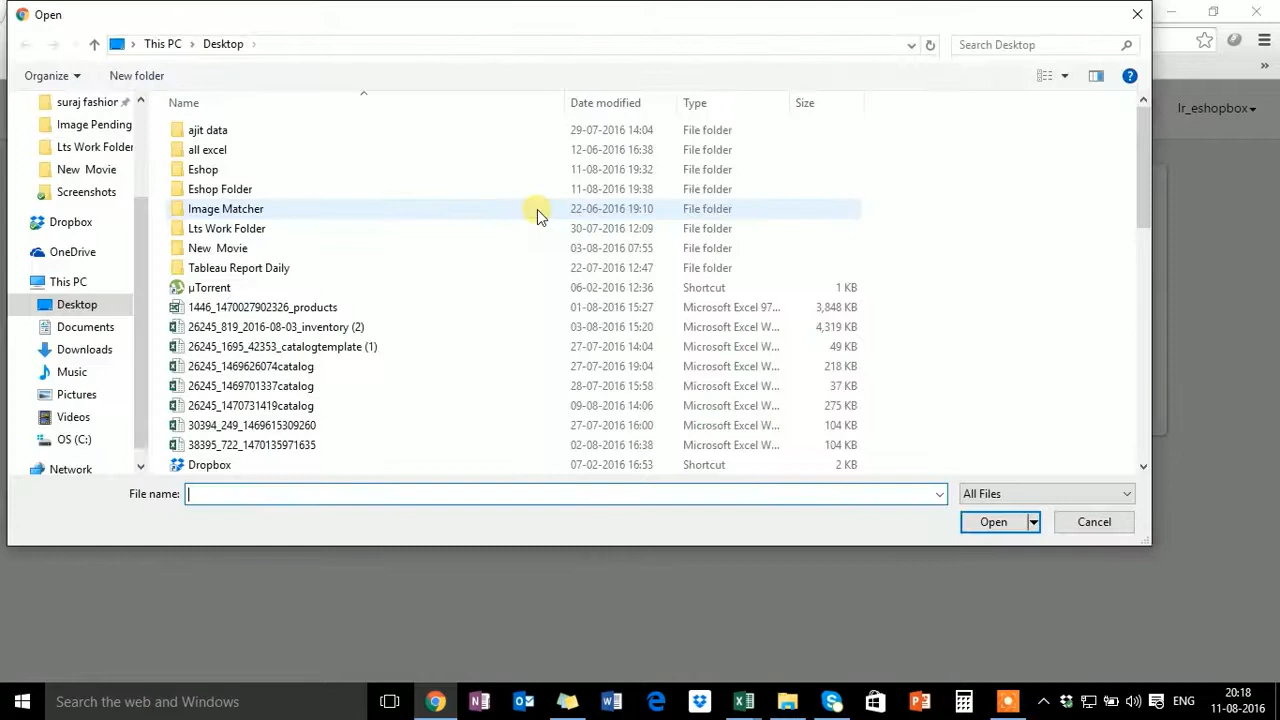 Open
This PC > Desktop >
Search Desktop
Organize
New folder
Name
Date modified
Type
Size
lr_eshopbox
suraj fashior
Image Pending
Lts Work Folder
New Movie
Screenshots
Dropbox
OneDrive
This PC
Desktop
Documents
Downloads
Music
Pictures
Videos
OS (C:)
Network
ajit data 29-07-2016 14:04 File folder
all excel 12-06-2016 16:38 File folder
Eshop 11-08-2016 19:32 File folder
Eshop Folder 11-08-2016 19:38 File folder
Image Matcher 22-06-2016 19:10 File folder
Lts Work Folder 30-07-2016 12:09 File folder
New Movie 03-08-2016 07:55 File folder
Tableau Report Daily 22-07-2016 12:47 File folder
µTorrent 06-02-2016 12:36 Shortcut 1 KB
1446_1470027902326_products 01-08-2016 15:27 Microsoft Excel 97... 3,848 KB
26245_819_2016-08-03_inventory (2) 03-08-2016 15:20 Microsoft Excel W... 4,319 KB
26245_1695_42353_catalogtemplate (1) 27-07-2016 14:04 Microsoft Excel W... 49 KB
26245_1469626074catalog 27-07-2016 19:04 Microsoft Excel W... 218 KB
26245_1469701337catalog 28-07-2016 15:58 Microsoft Excel W... 37 KB
26245_1470731419catalog 09-08-2016 14:06 Microsoft Excel W... 275 KB
30394_249_1469615309260 27-07-2016 16:00 Microsoft Excel W... 104 KB
38395_722_1470135971635 02-08-2016 16:38 Microsoft Excel W... 104 KB
Dropbox 07-02-2016 16:53 Shortcut 2 KB
File name:
All Files
Open
Cancel
Search the web and Windows
ENG
20:18
11-08-2016